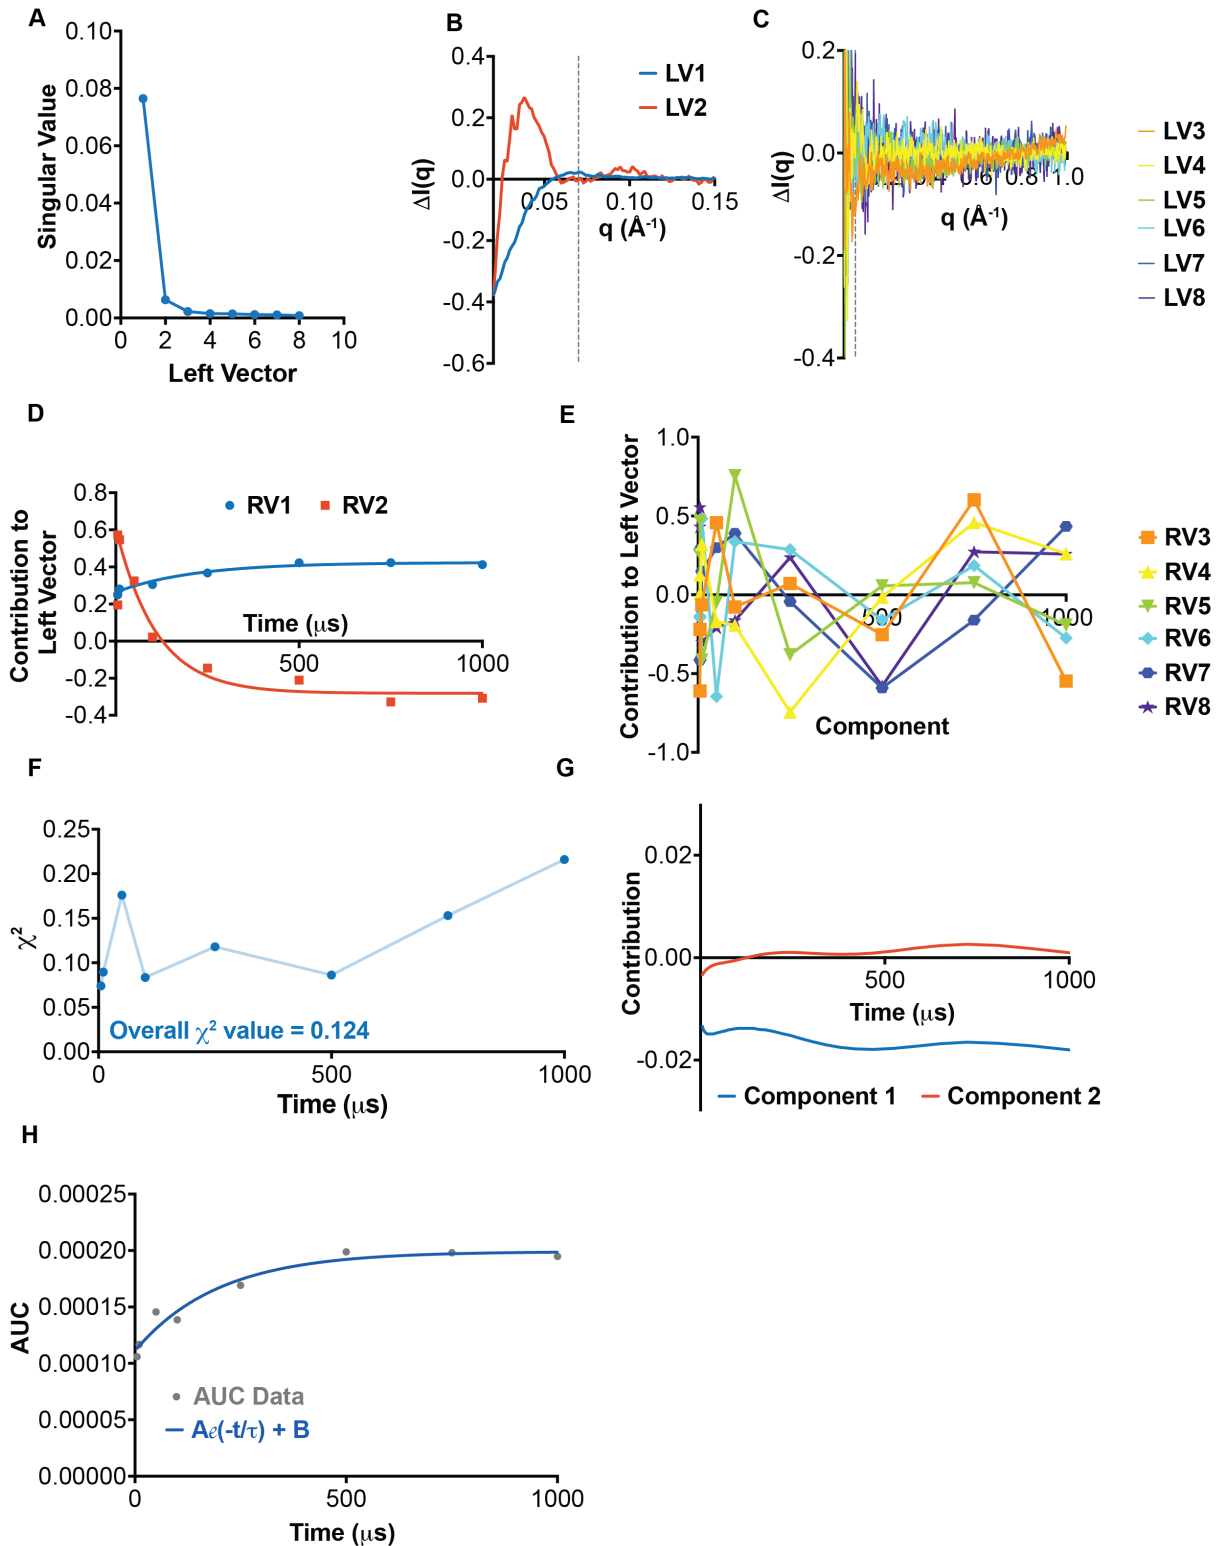 A
0.10
0.08
0.06
0.04
0.02
0.00
0 2 4 6 8 10
Singular Value
Left Vector
B
0.4
0.2
0.0
-0.2
-0.4
-0.6
0.05 0.10 0.15
ΔI(q)
q (Å-1)
LV1
LV2
C
0.2
0.0
-0.2
-0.4
0.6 0.8 1.0
ΔI(q)
q (Å-1)
LV3
LV4
LV5
LV6
LV7
LV8
D
0.8
0.6
0.4
0.2
0.0
-0.2
-0.4
Contribution to
Left Vector
RV1 RV2
Time (μs)
500 1000
E
1.0
0.5
0.0
-0.5
-1.0
Contribution to Left Vector
500 1000
Component
RV3
RV4
RV5
RV6
RV7
RV8
F
0.25
0.20
0.15
0.10
0.05
0.00
χ²
Overall χ² value = 0.124
0 500 1000
Time (μs)
G
0.02
0.00
-0.02
Contribution
500 1000
Time (μs)
Component 1 Component 2
H
0.00025
0.00020
0.00015
0.00010
0.00005
0.00000
AUC
AUC Data
Ae(-t/τ) + B
0 500 1000
Time (μs)